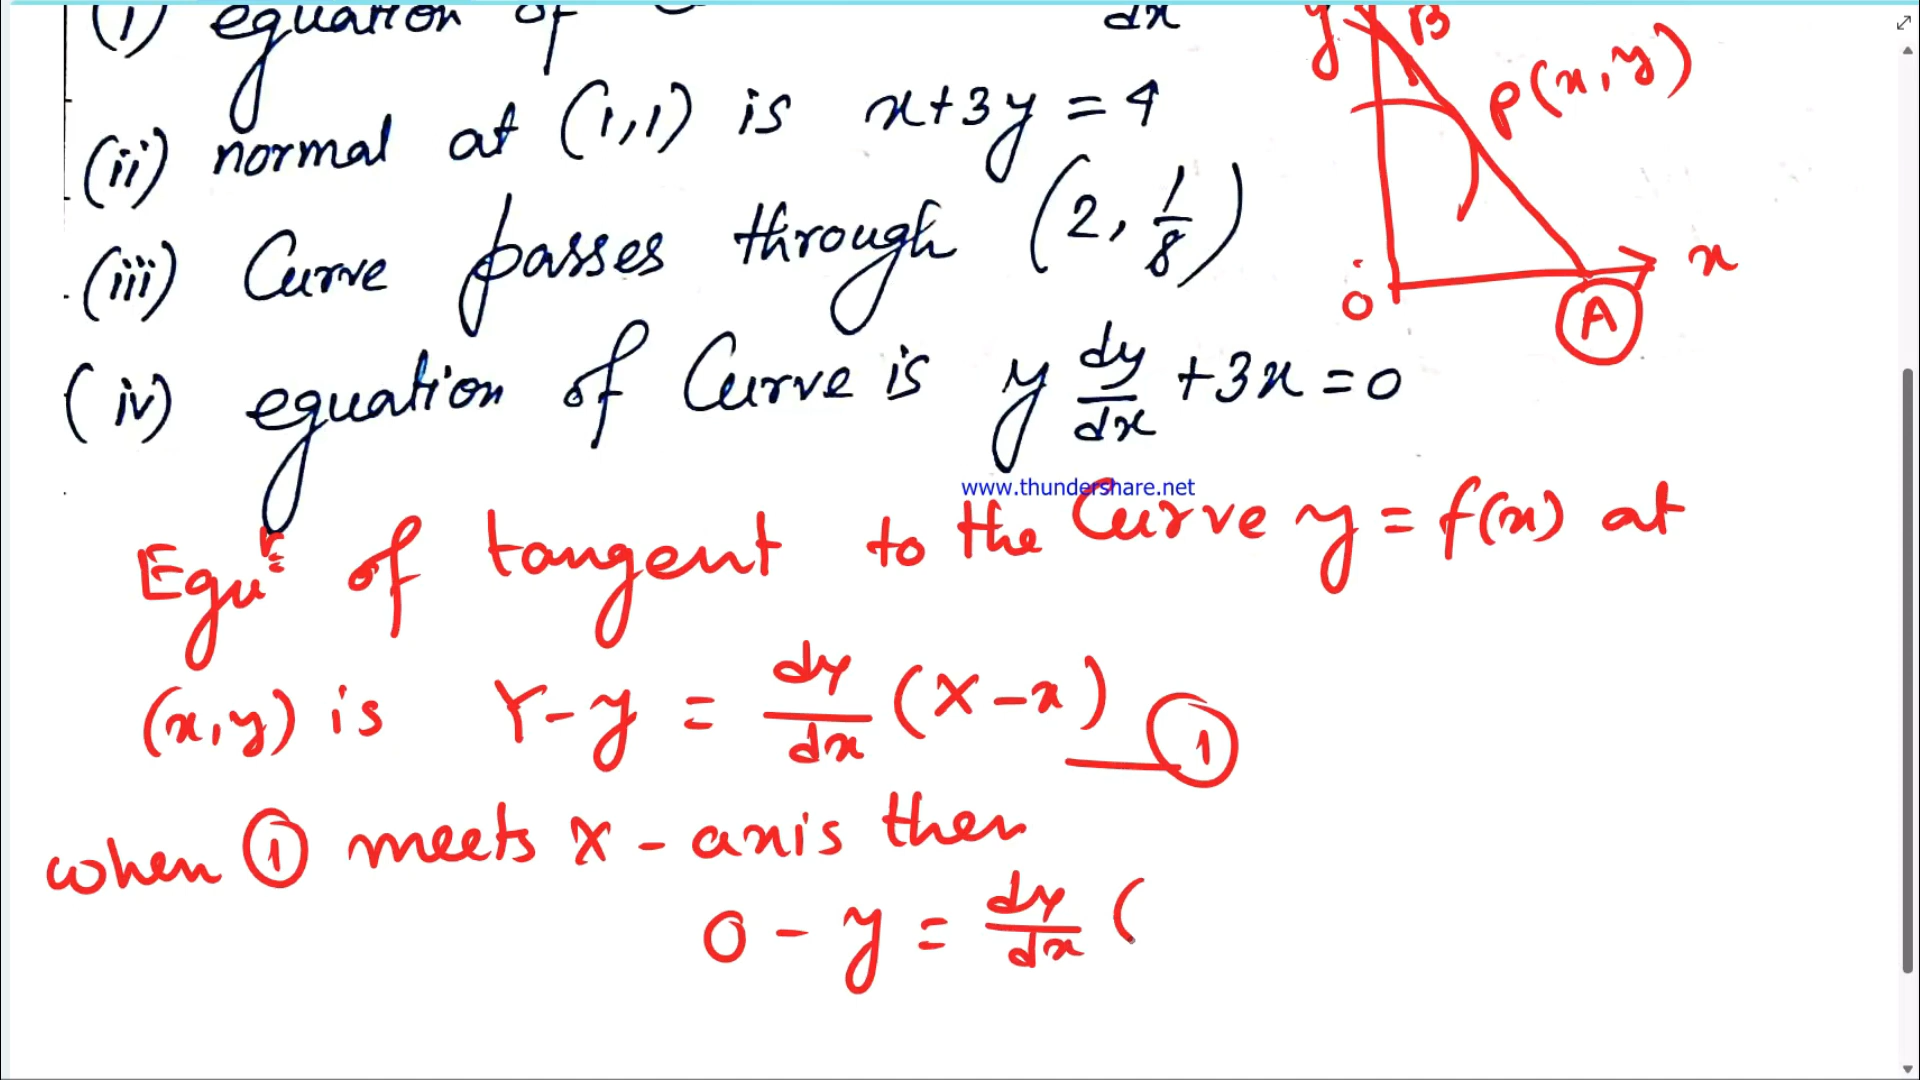 (i) equation of dx
(ii) normal at (1,1) is x+3y = 4
(iii) Curve passes through (2, 1/8)
(iv) equation of Curve is y dy/dx +3x = 0
y B
P(x,y)
x
O A
www.thundershare.net
Equn of tangent to the Curve y = f(x) at
(x,y) is Y-y = dy/dx (X-x) ①
when ① meets X-axis then
0 - y = dy/dx (